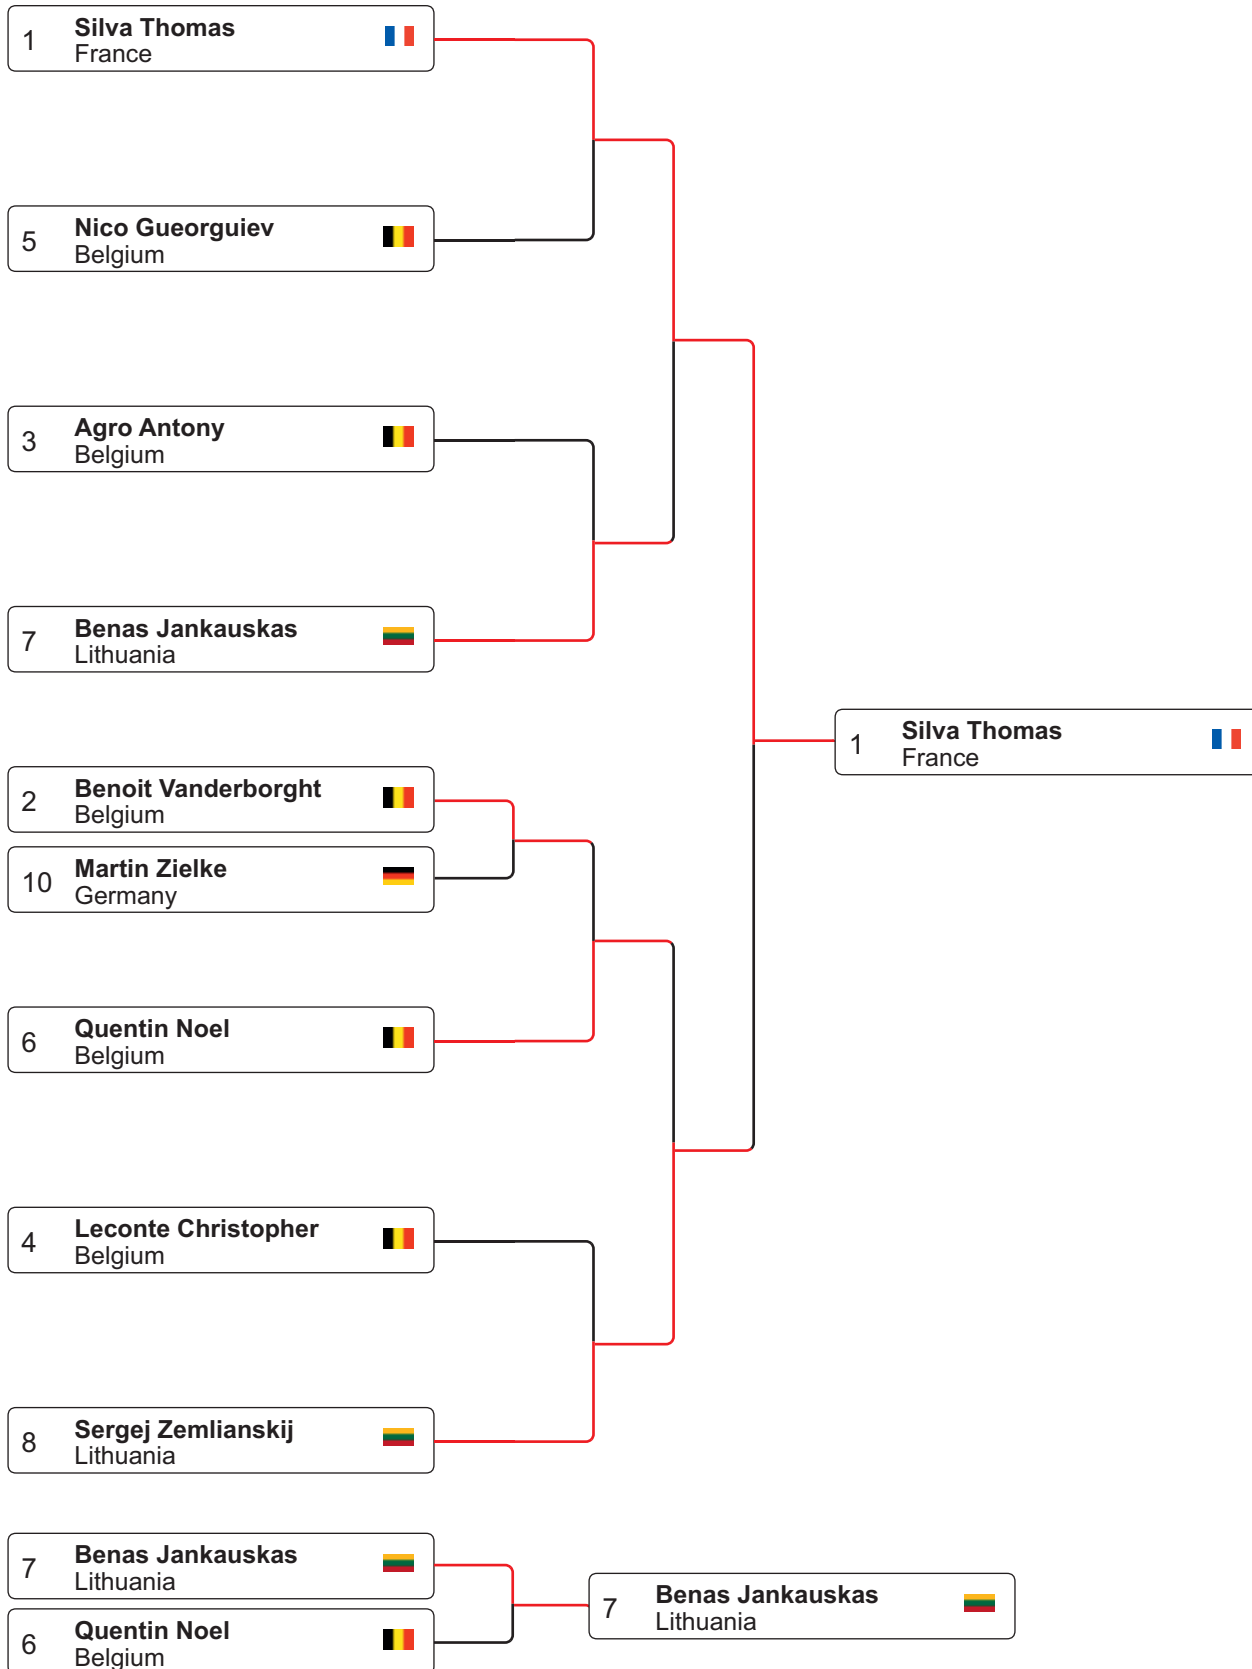 1 Silva Thomas
France
5 Nico Gueorguiev
Belgium
3 Agro Antony
Belgium
7 Benas Jankauskas
Lithuania
1 Silva Thomas
France
2 Benoit Vanderborght
Belgium
10 Martin Zielke
Germany
6 Quentin Noel
Belgium
4 Leconte Christopher
Belgium
8 Sergej Zemlianskij
Lithuania
7 Benas Jankauskas
Lithuania
7 Benas Jankauskas
Lithuania
6 Quentin Noel
Belgium